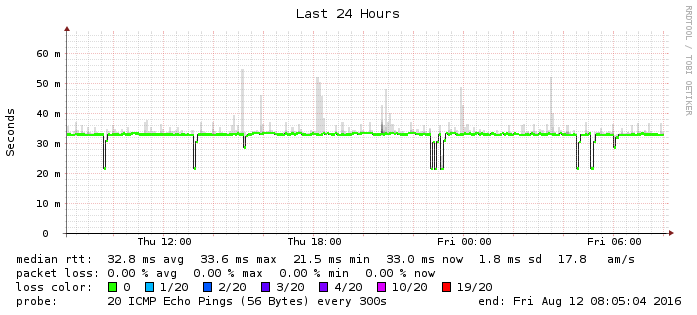 Last 24 Hours
RRDTOOL / TOBI OETIKER
Seconds
60 m
50 m
40 m
30 m
20 m
10 m
0
Thu 12:00 Thu 18:00 Fri 00:00 Fri 06:00
median rtt: 32.8 ms avg 33.6 ms max 21.5 ms min 33.0 ms now 1.8 ms sd 17.8 am/s
packet loss: 0.00 % avg 0.00 % max 0.00 % min 0.00 % now
loss color: 0 1/20 2/20 3/20 4/20 10/20 19/20
probe: 20 ICMP Echo Pings (56 Bytes) every 300s end: Fri Aug 12 08:05:04 2016